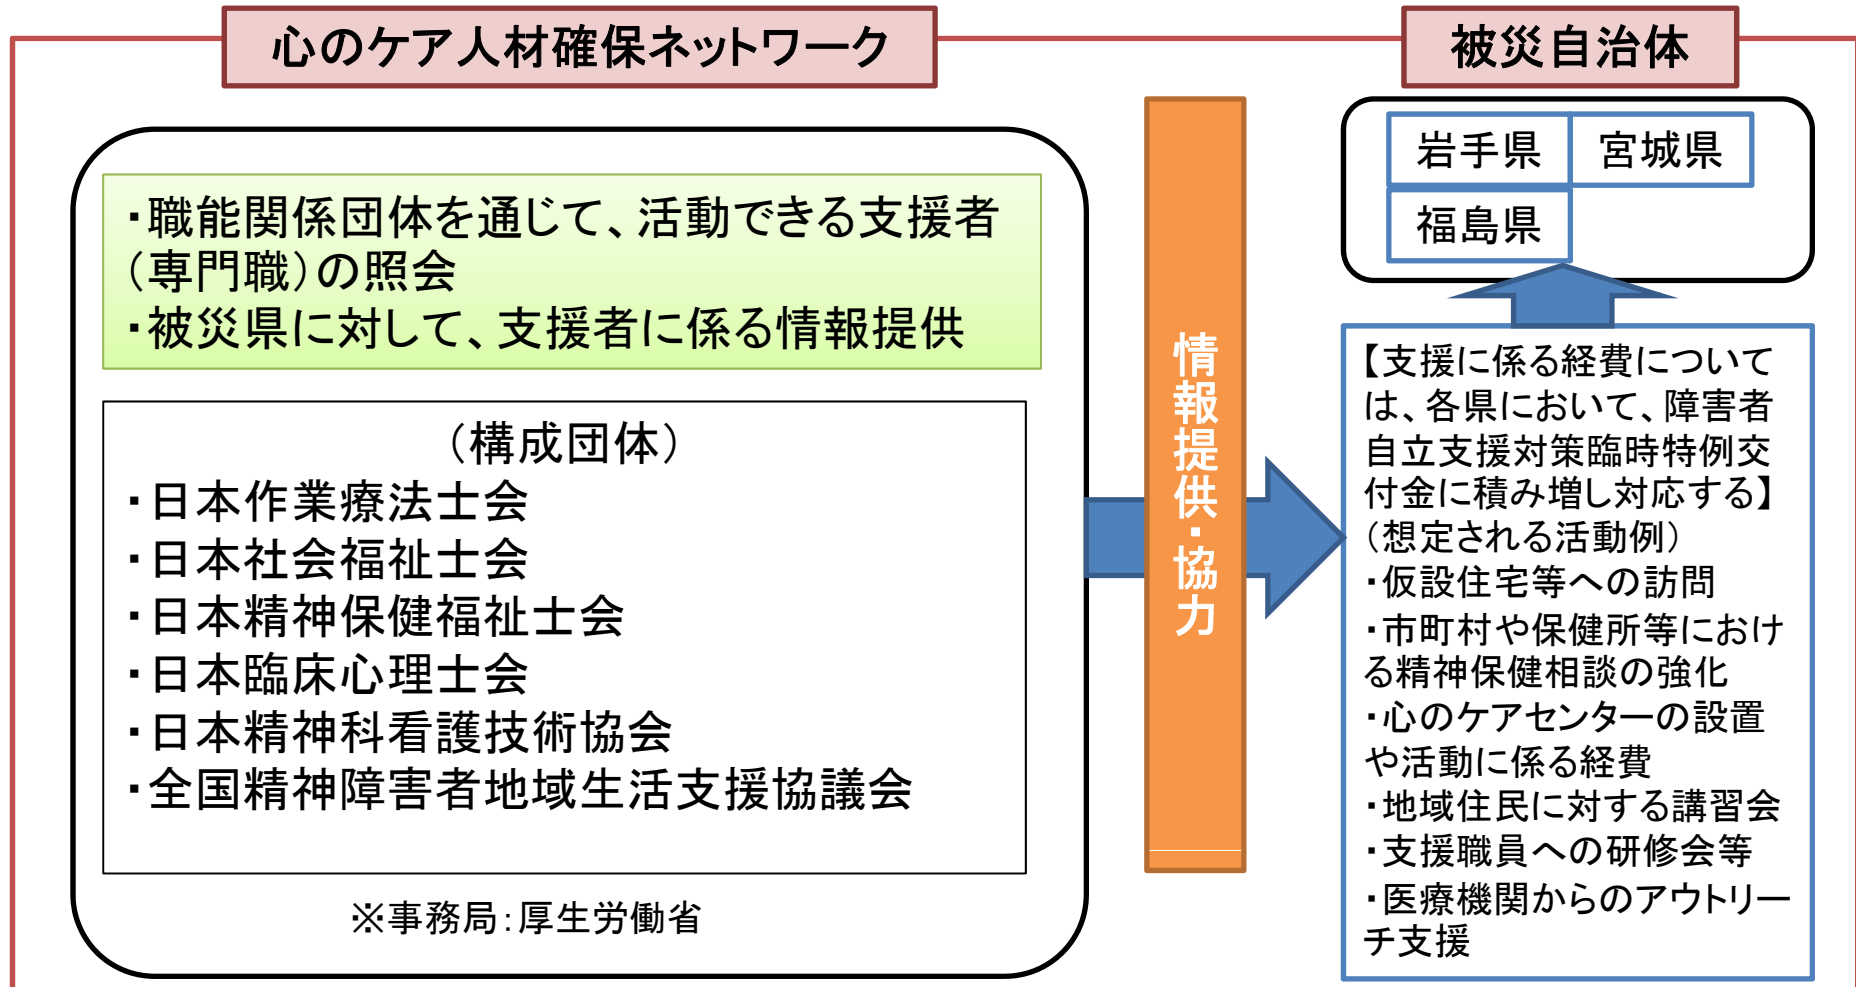 心のケア人材確保ネットワーク
・職能関係団体を通じて、活動できる支援者
（専門職）の照会
・被災県に対して、支援者に係る情報提供
（構成団体）
・日本作業療法士会
・日本社会福祉士会
・日本精神保健福祉士会
・日本臨床心理士会
・日本精神科看護技術協会
・全国精神障害者地域生活支援協議会
※事務局：厚生労働省
情報提供・協力
被災自治体
岩手県
宮城県
福島県
【支援に係る経費について
は、各県において、障害者
自立支援対策臨時特例交
付金に積み増し対応する】
（想定される活動例）
・仮設住宅等への訪問
・市町村や保健所等におけ
る精神保健相談の強化
・心のケアセンターの設置
や活動に係る経費
・地域住民に対する講習会
・支援職員への研修会等
・医療機関からのアウトリー
チ支援